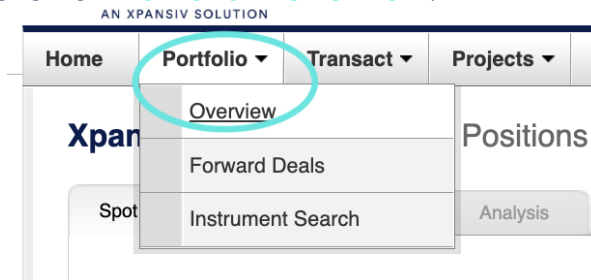 AN XPANSIV SOLUTION
Home Portfolio Transact Projects
Overview
Xpan Positions
Forward Deals
Spot Analysis
Instrument Search